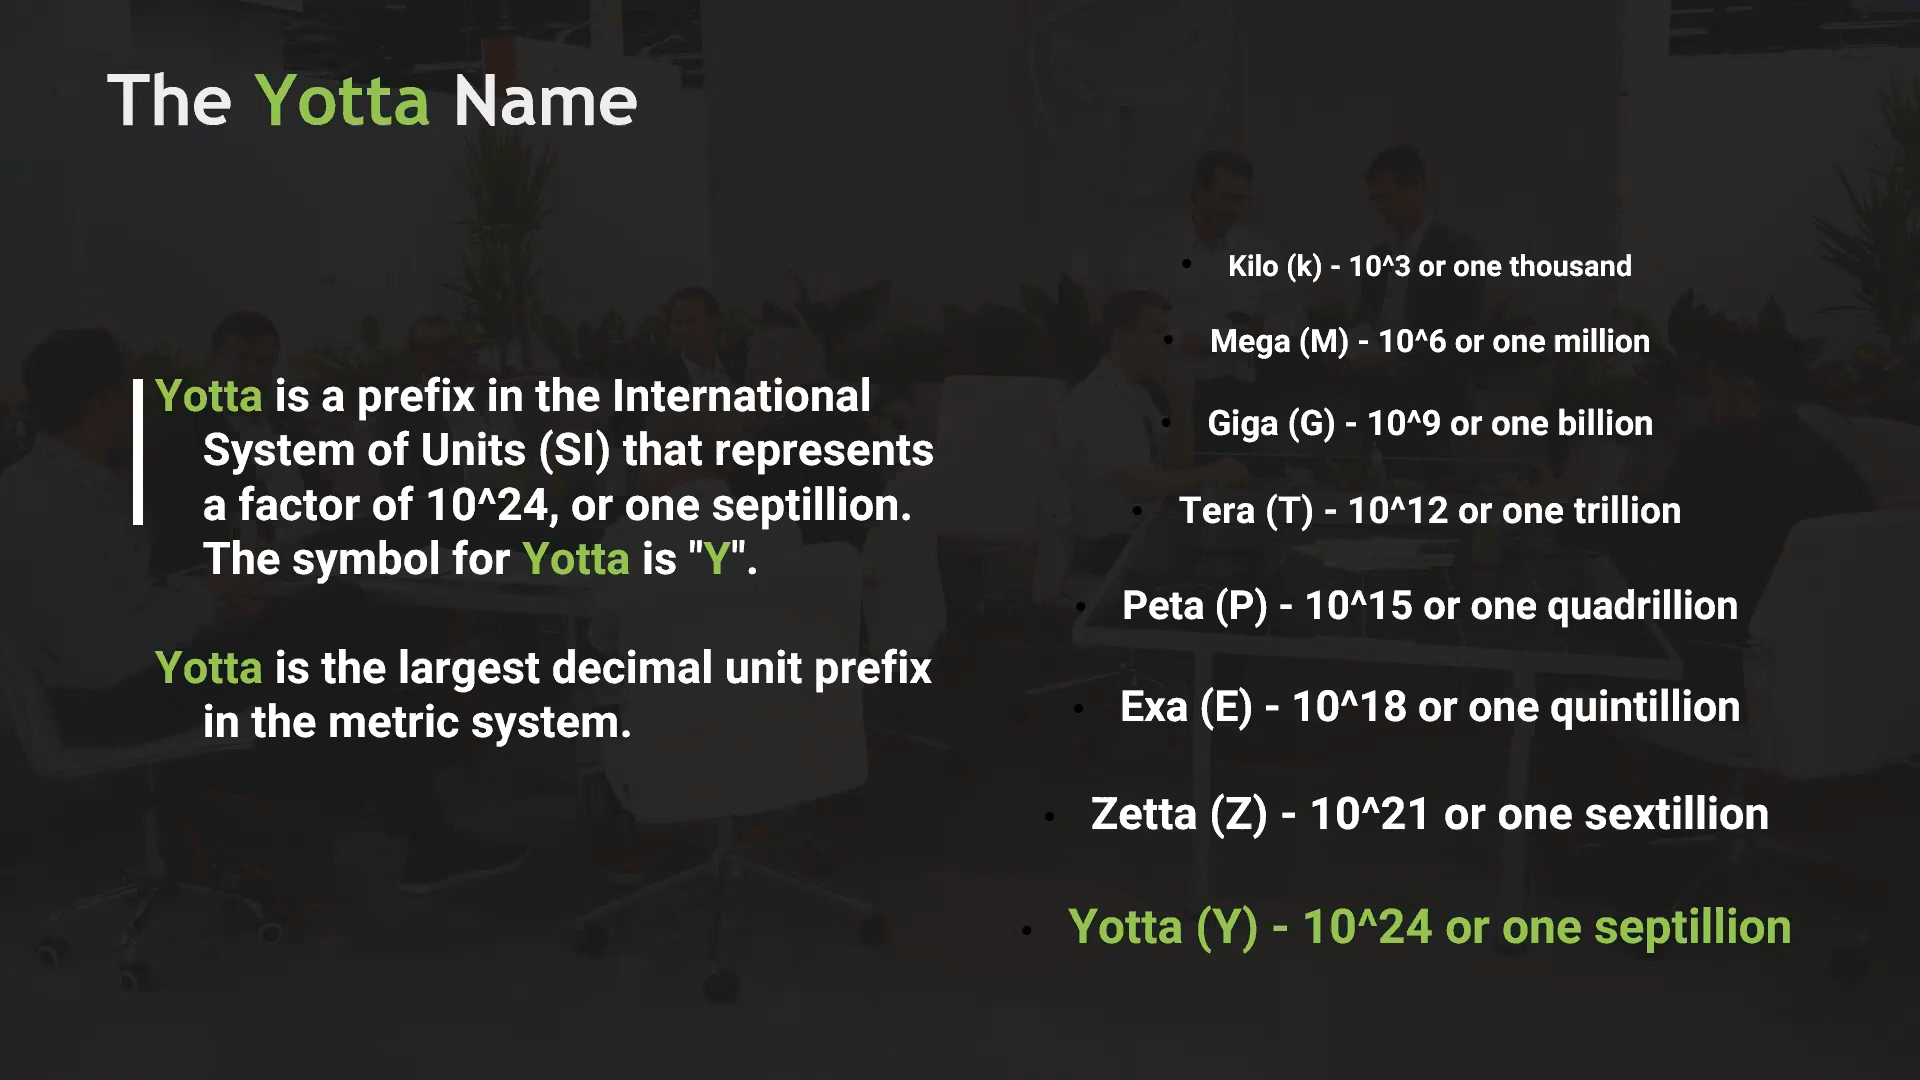 The Yotta Name
Yotta is a prefix in the International
System of Units (SI) that represents
a factor of 10^24, or one septillion.
The symbol for Yotta is "Y".
Yotta is the largest decimal unit prefix
in the metric system.
• Kilo (k) - 10^3 or one thousand
• Mega (M) - 10^6 or one million
• Giga (G) - 10^9 or one billion
• Tera (T) - 10^12 or one trillion
• Peta (P) - 10^15 or one quadrillion
• Exa (E) - 10^18 or one quintillion
• Zetta (Z) - 10^21 or one sextillion
• Yotta (Y) - 10^24 or one septillion